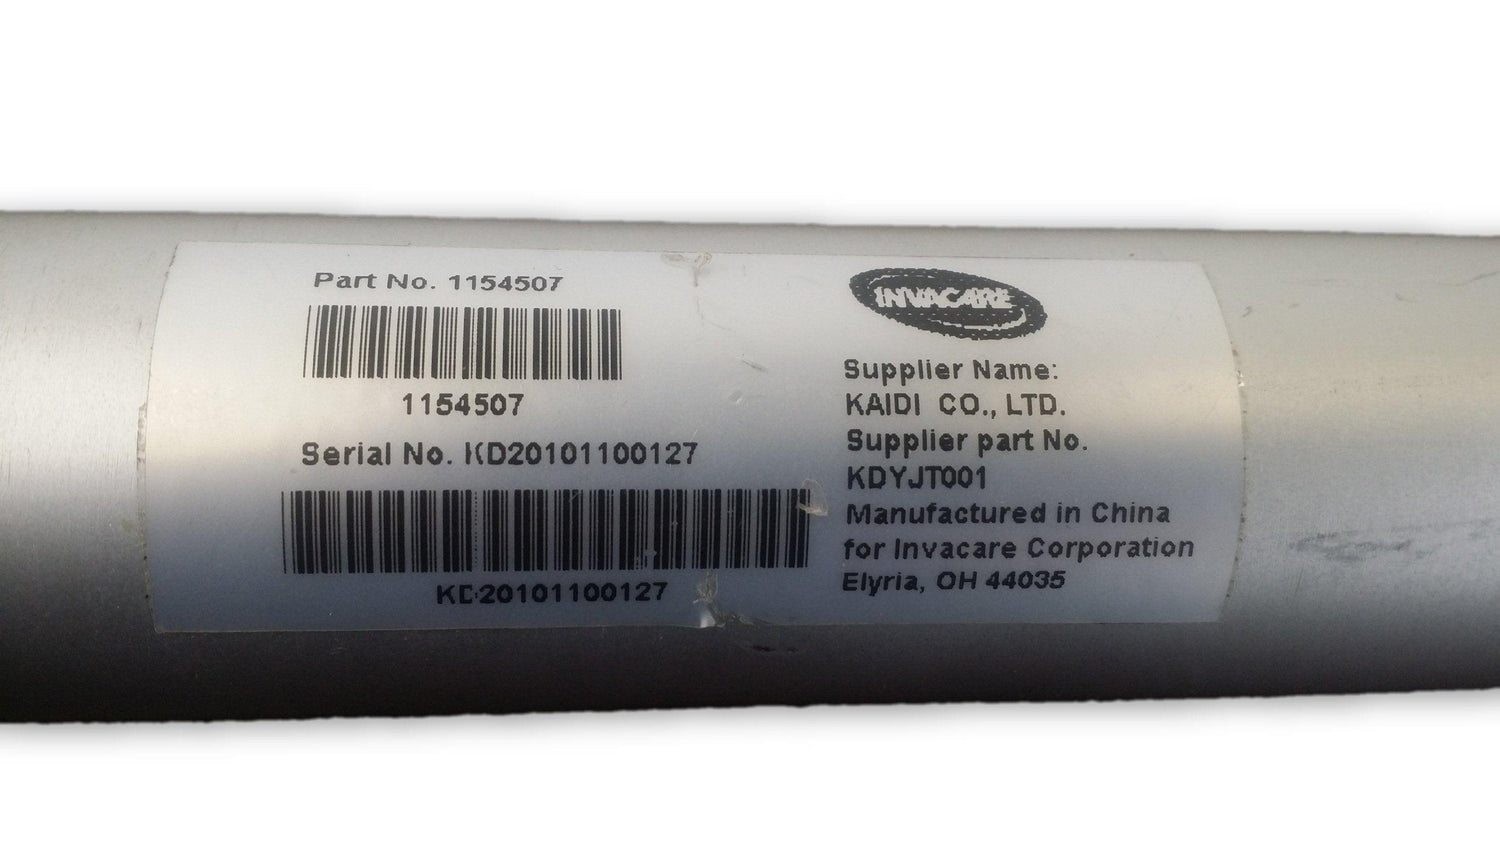 Part No. 1154507
1154507
Serial No. KD20101100127
KD20101100127
INVACARE
Supplier Name:
KAIDI CO., LTD.
Supplier part No.
KDYJT001
Manufactured in China
for Invacare Corporation
Elyria, OH 44035